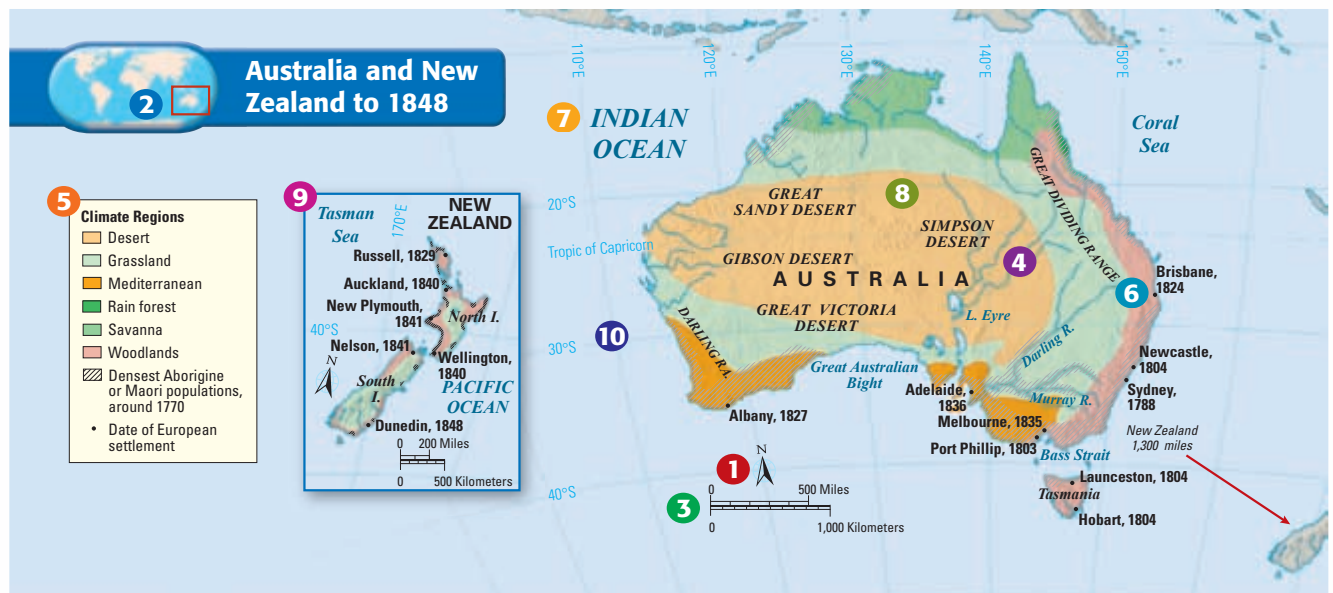 Australia and New
Zealand to 1848
2
5
Climate Regions
Desert
Grassland
Mediterranean
Rain forest
Savanna
Woodlands
Densest Aborigine
or Maori populations,
around 1770
• Date of European
settlement
9
Tasman
Sea
170°E
NEW
ZEALAND
Russell, 1829
Auckland, 1840
New Plymouth,
1841
North I.
40°S
Nelson, 1841
N
Wellington,
1840
South
I.
PACIFIC
OCEAN
Dunedin, 1848
0 200 Miles
0 500 Kilometers
110°E
120°E
130°E
140°E
150°E
7
INDIAN
OCEAN
Coral
Sea
20°S
Tropic of Capricorn
30°S
40°S
10
8
GREAT
SANDY DESERT
SIMPSON
DESERT
GREAT DIVIDING RANGE
4
GIBSON DESERT
AUSTRALIA
6
Brisbane,
1824
GREAT VICTORIA
DESERT
L. Eyre
DARLING RA.
Darling R.
Great Australian
Bight
Newcastle,
1804
Sydney,
1788
Adelaide,
1836
Murray R.
Albany, 1827
Melbourne, 1835
Port Phillip, 1803
Bass Strait
New Zealand
1,300 miles
1
N
3
0 500 Miles
0 1,000 Kilometers
Launceston, 1804
Tasmania
Hobart, 1804